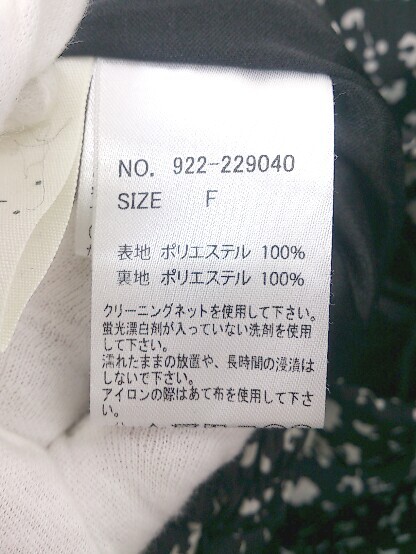 NO. 922-229040
SIZE F
表地 ポリエステル 100%
裏地 ポリエステル 100%
クリーニングネットを使用して下さい。
蛍光漂白剤が入っていない洗剤を使用
して下さい。
濡れたままの放置や、長時間の浸漬は
しないで下さい。
アイロンの際はあて布を使用して下さ
い。